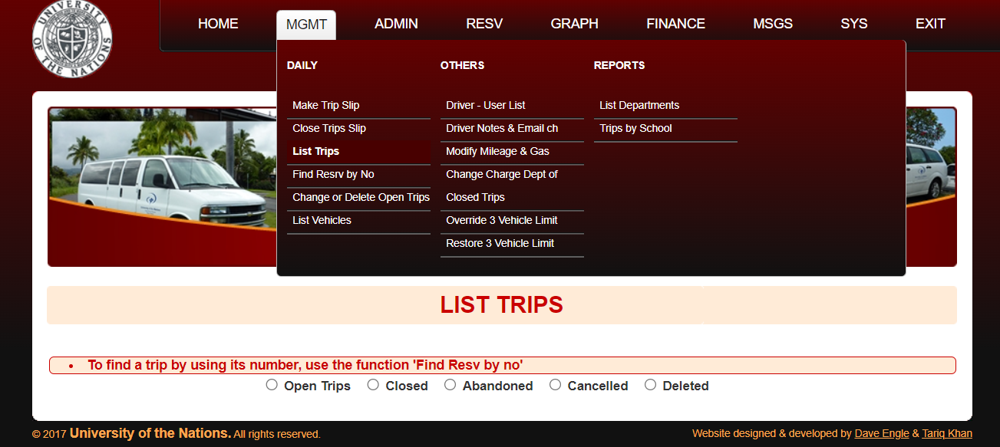 UNIVERSITY OF THE NATIONS
HOME MGMT ADMIN RESV GRAPH FINANCE MSGS SYS EXIT
DAILY
Make Trip Slip
Close Trips Slip
List Trips
Find Resrv by No
Change or Delete Open Trips
List Vehicles
OTHERS
Driver - User List
Driver Notes & Email ch
Modify Mileage & Gas
Change Charge Dept of
Closed Trips
Override 3 Vehicle Limit
Restore 3 Vehicle Limit
REPORTS
List Departments
Trips by School
LIST TRIPS
• To find a trip by using its number, use the function 'Find Resv by no'
Open Trips Closed Abandoned Cancelled Deleted
© 2017 University of the Nations. All rights reserved.
Website designed & developed by Dave Engle & Tariq Khan